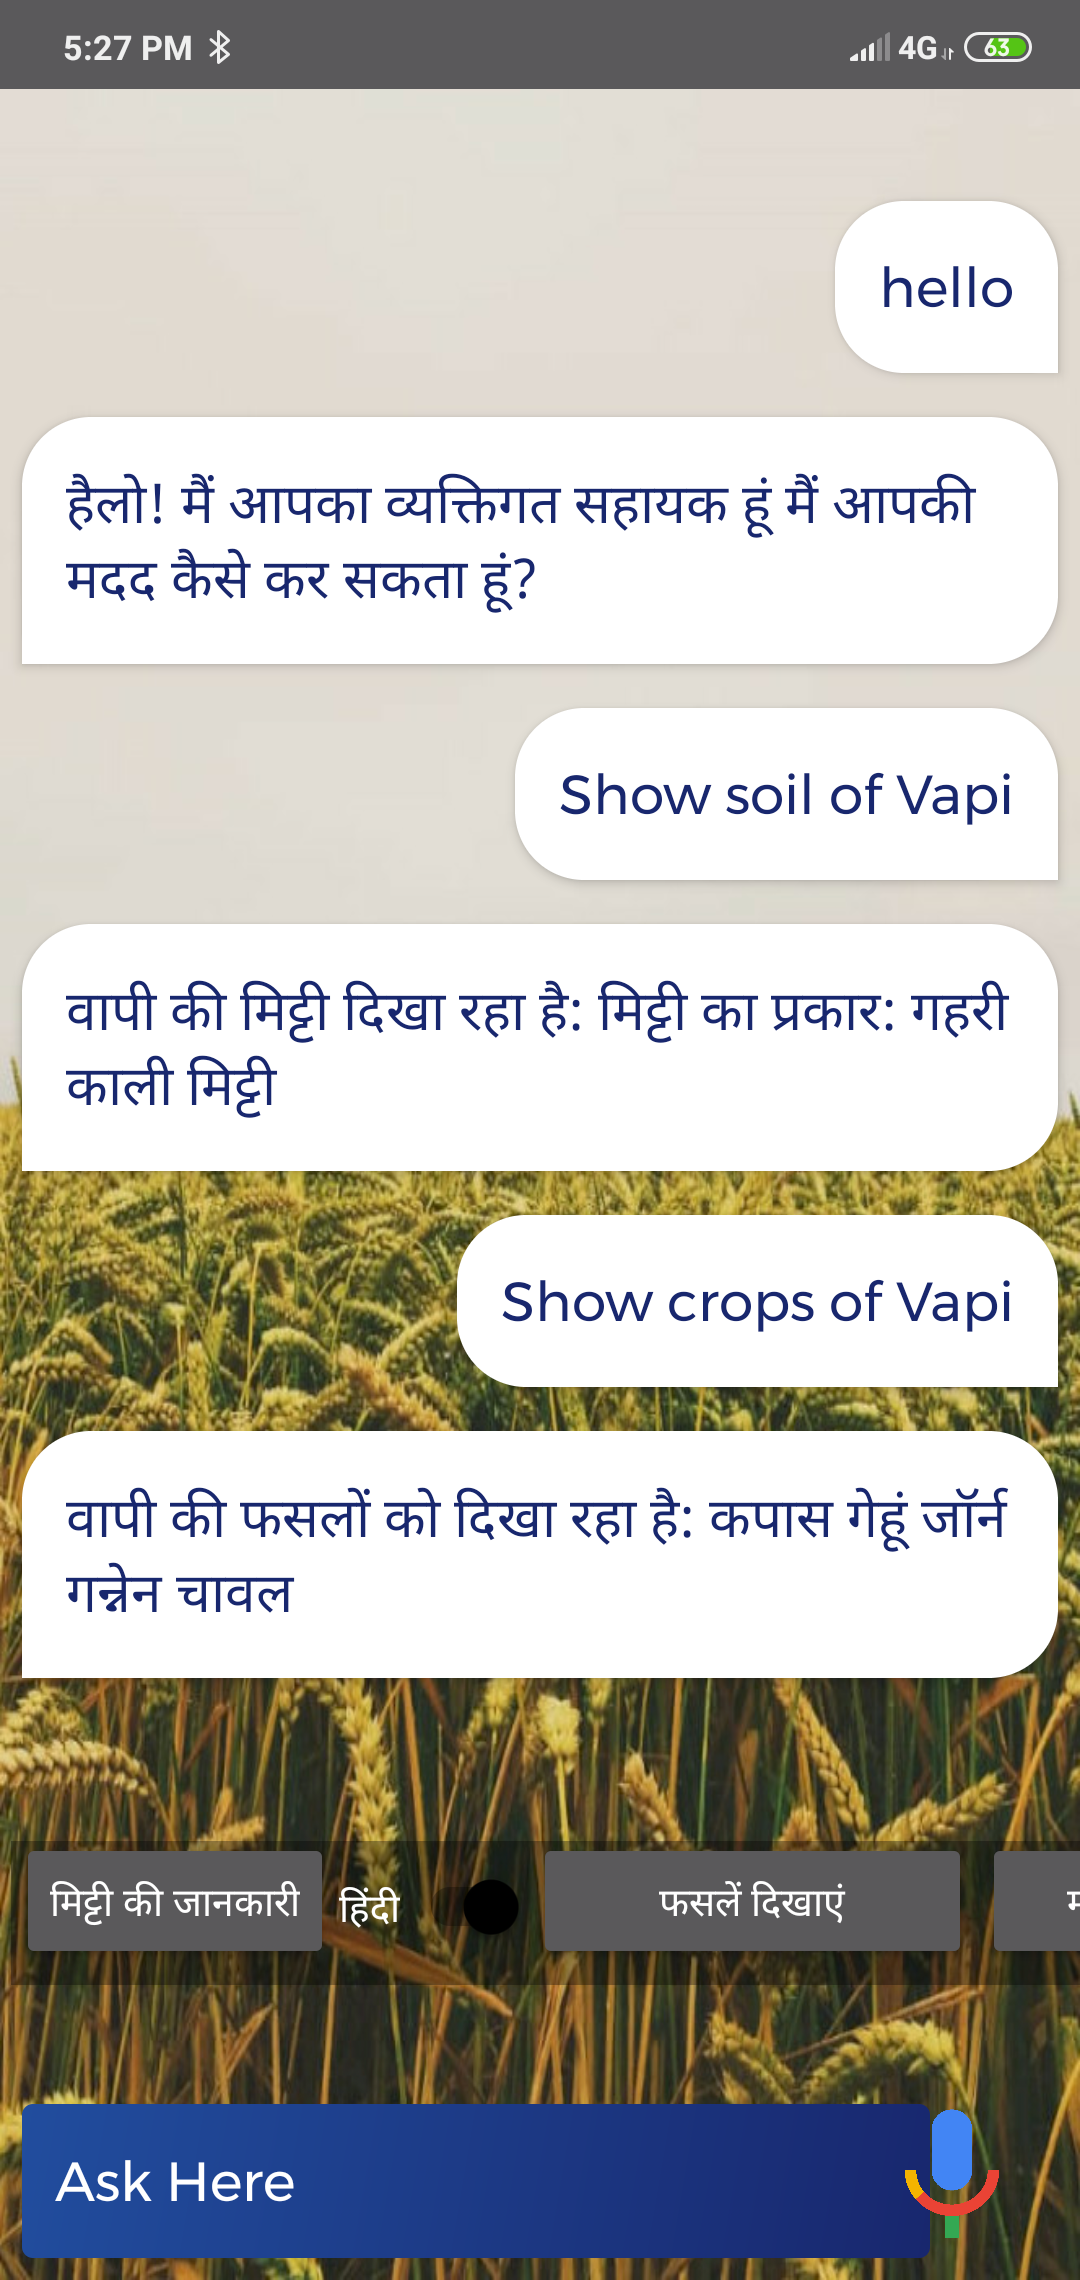 5:27 PM
4G
63
hello
हैलो! मैं आपका व्यक्तिगत सहायक हूं मैं आपकी
मदद कैसे कर सकता हूं?
Show soil of Vapi
वापी की मिट्टी दिखा रहा है: मिट्टी का प्रकार: गहरी
काली मिट्टी
Show crops of Vapi
वापी की फसलों को दिखा रहा है: कपास गेहूं जॉर्न
गन्नेन चावल
मिट्टी की जानकारी
हिंदी
फसलें दिखाएं
Ask Here